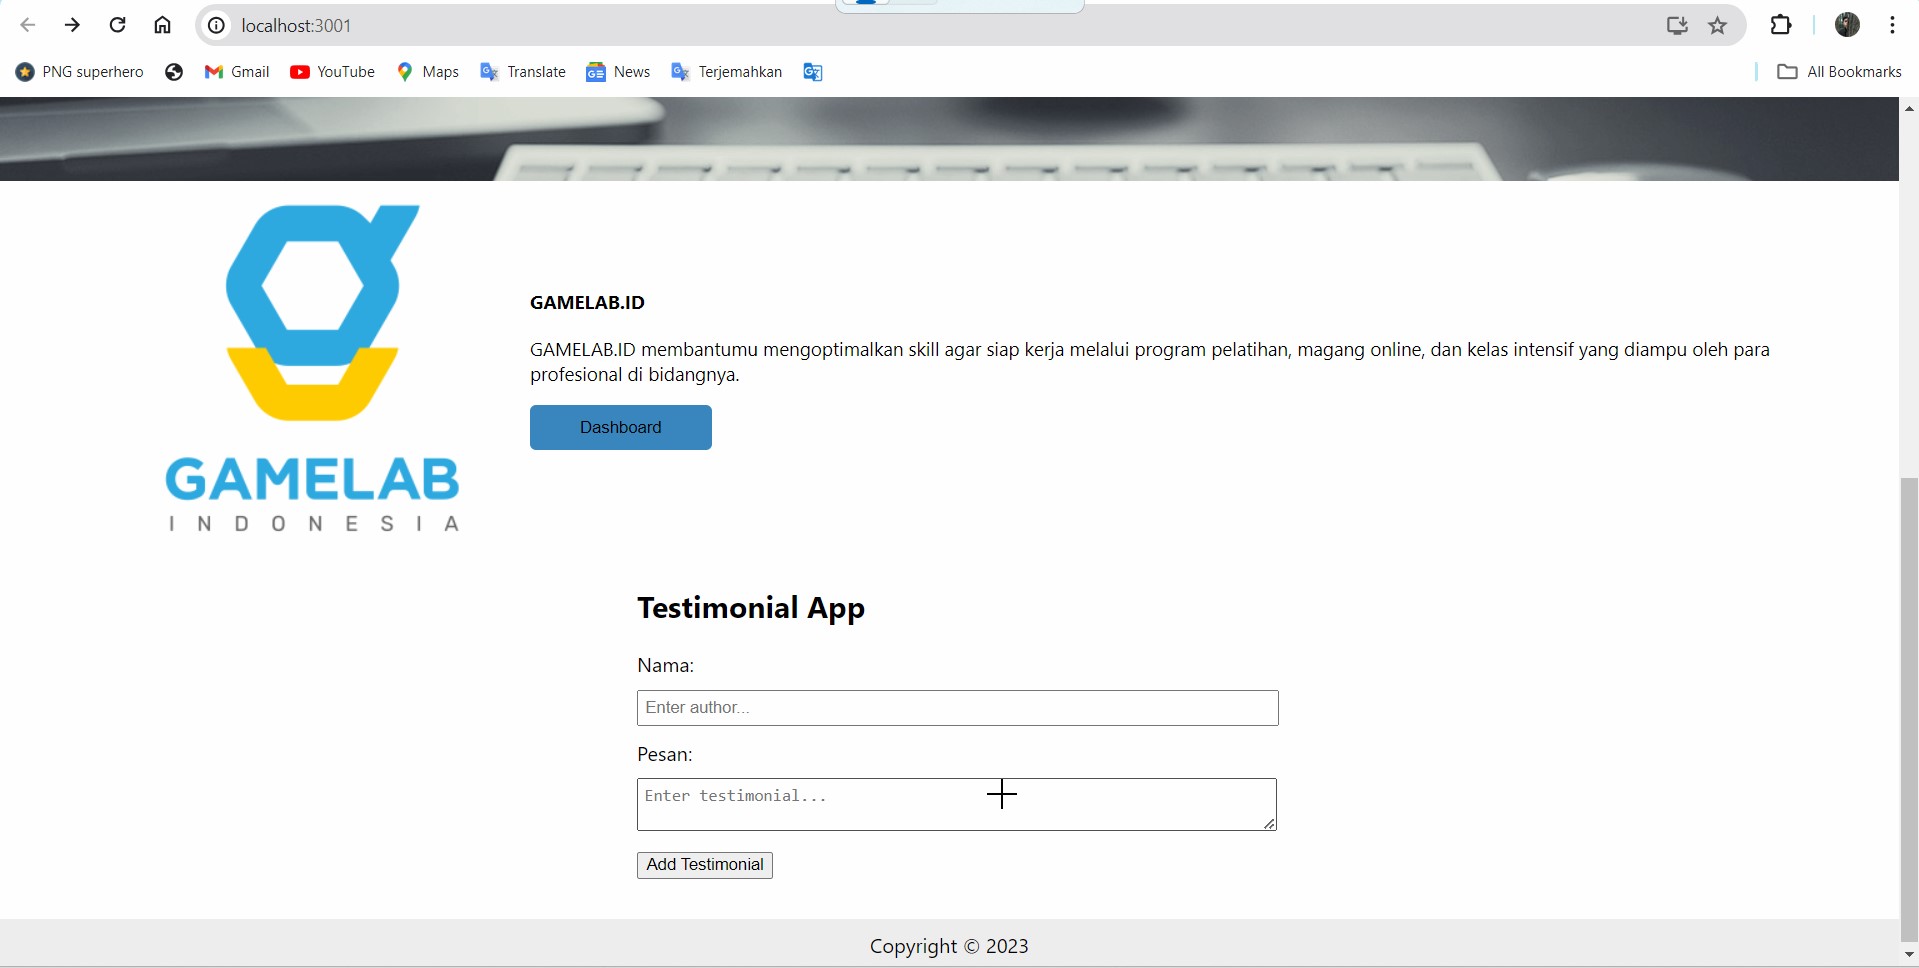 localhost:3001
PNG superhero
Gmail
YouTube
Maps
Translate
News
Terjemahkan
All Bookmarks
GAMELAB
INDONESIA
GAMELAB.ID
GAMELAB.ID membantumu mengoptimalkan skill agar siap kerja melalui program pelatihan, magang online, dan kelas intensif yang diampu oleh para
profesional di bidangnya.
Dashboard
Testimonial App
Nama:
Enter author...
Pesan:
Enter testimonial...
Add Testimonial
Copyright © 2023